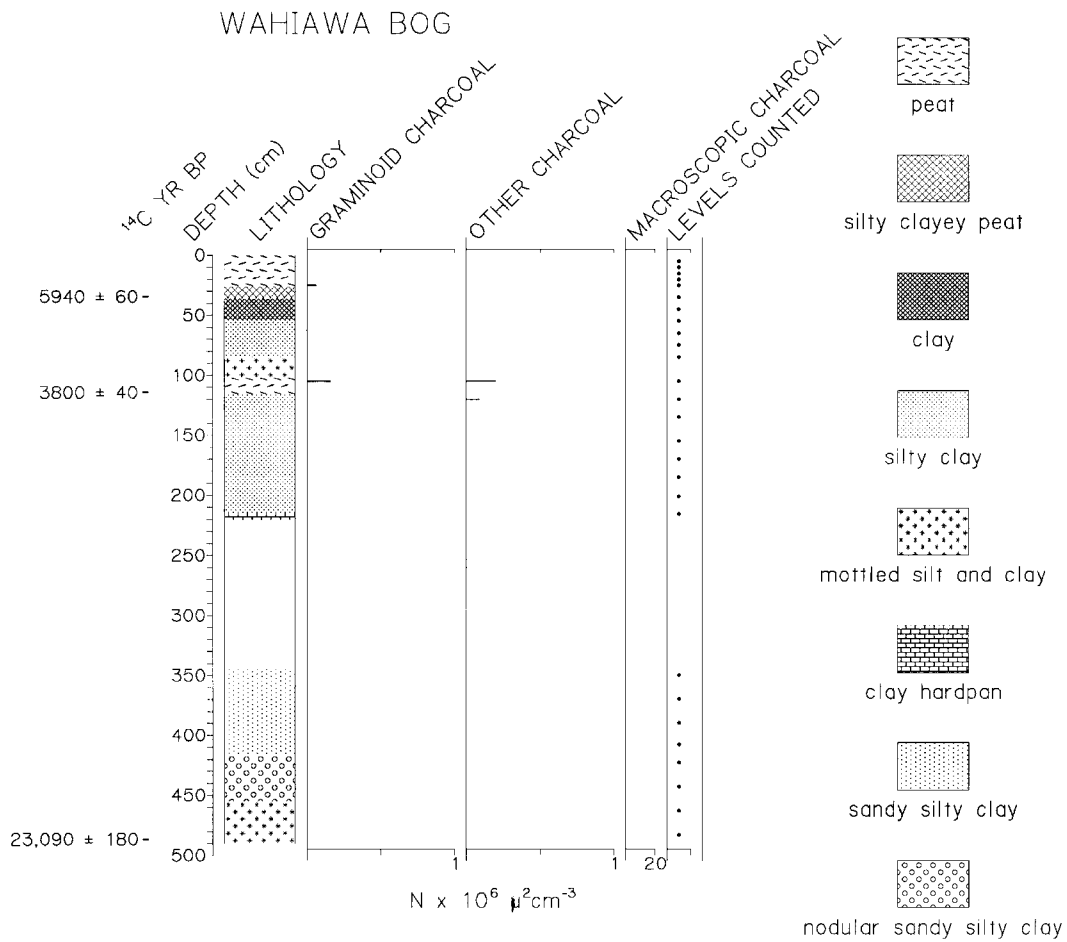 WAHIAWA BOG
¹⁴C YR BP
DEPTH (cm)
LITHOLOGY
GRAMINOID CHARCOAL
OTHER CHARCOAL
MACROSCOPIC CHARCOAL
LEVELS COUNTED
0
50
100
150
200
250
300
350
400
450
500
5940 ± 60-
3800 ± 40-
23,090 ± 180-
1
1
20
N x 10⁶ µ²cm⁻³
peat
silty clayey peat
clay
silty clay
mottled silt and clay
clay hardpan
sandy silty clay
nodular sandy silty clay